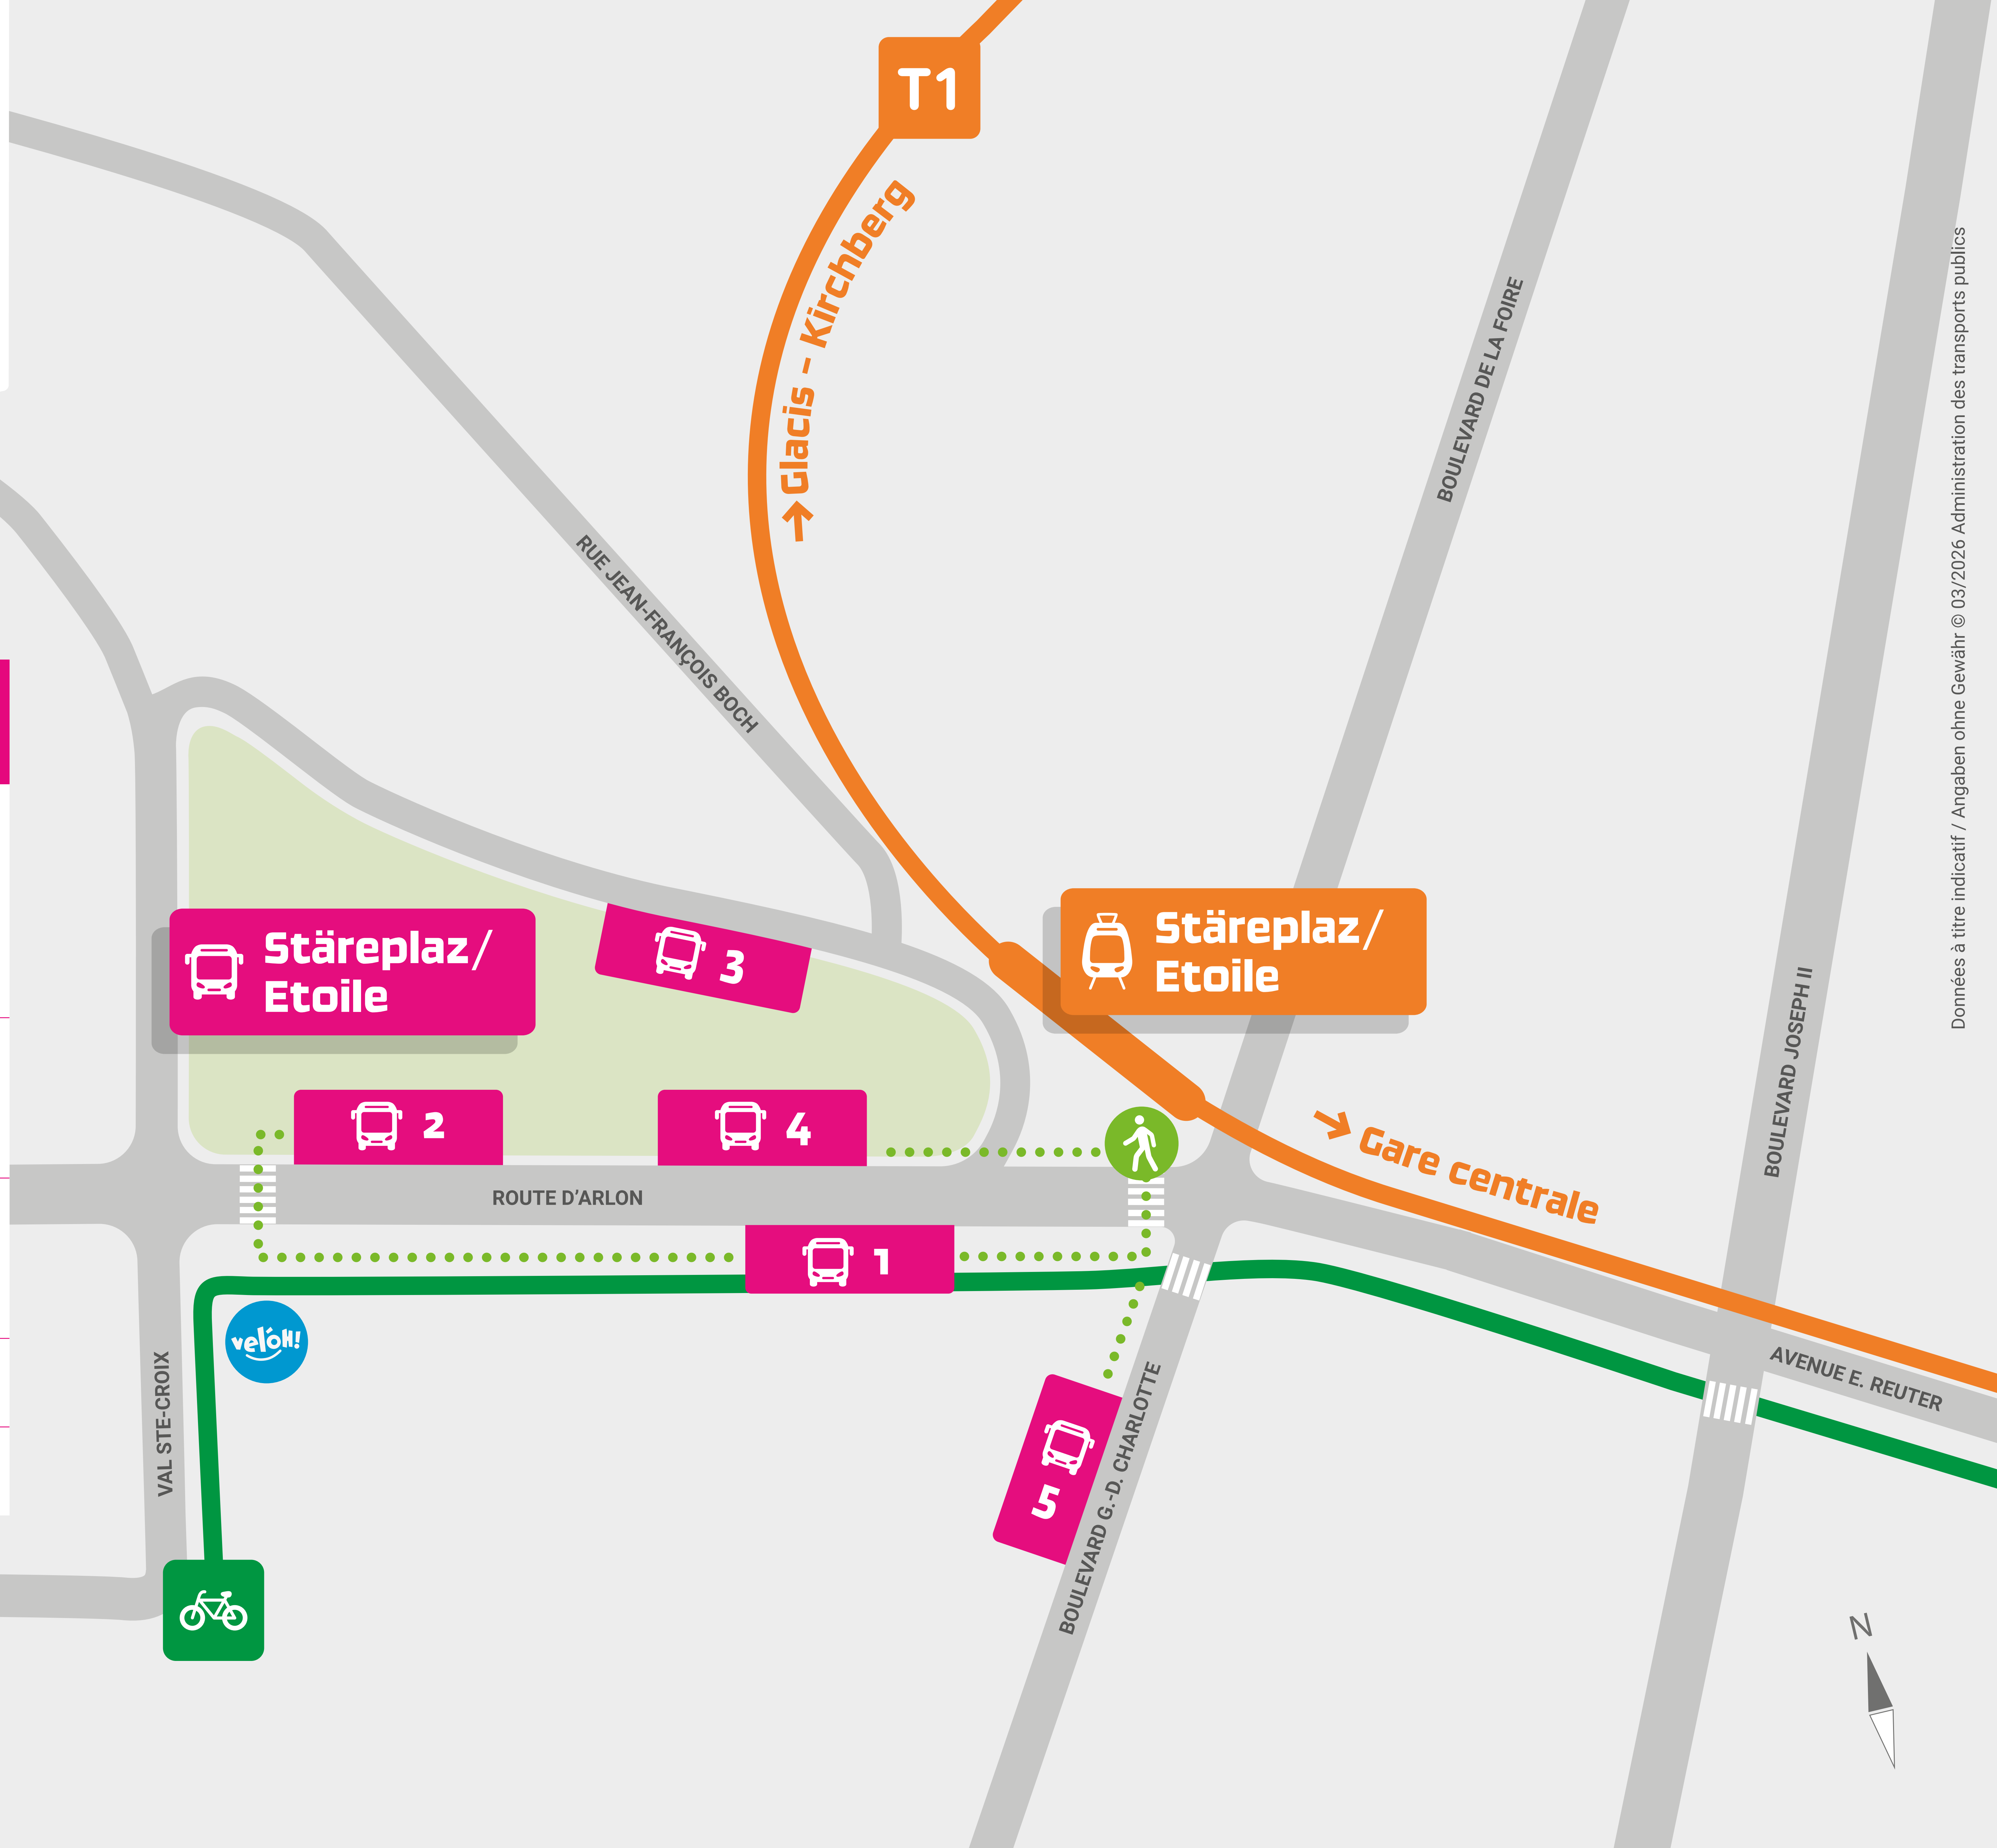 T1
Glacis - Kirchberg
BOULEVARD DE LA FOIRE
RUE JEAN-FRANÇOIS BOCH
Données à titre indicatif / Angaben ohne Gewähr © 03/2026 Administration des transports publics
Stäreplaz/
Etoile
3
Stäreplaz/
Etoile
BOULEVARD JOSEPH II
2
4
Gare centrale
ROUTE D'ARLON
1
velóH!
VAL STE-CROIX
AVENUE E. REUTER
BOULEVARD G.-D. CHARLOTTE
5
N